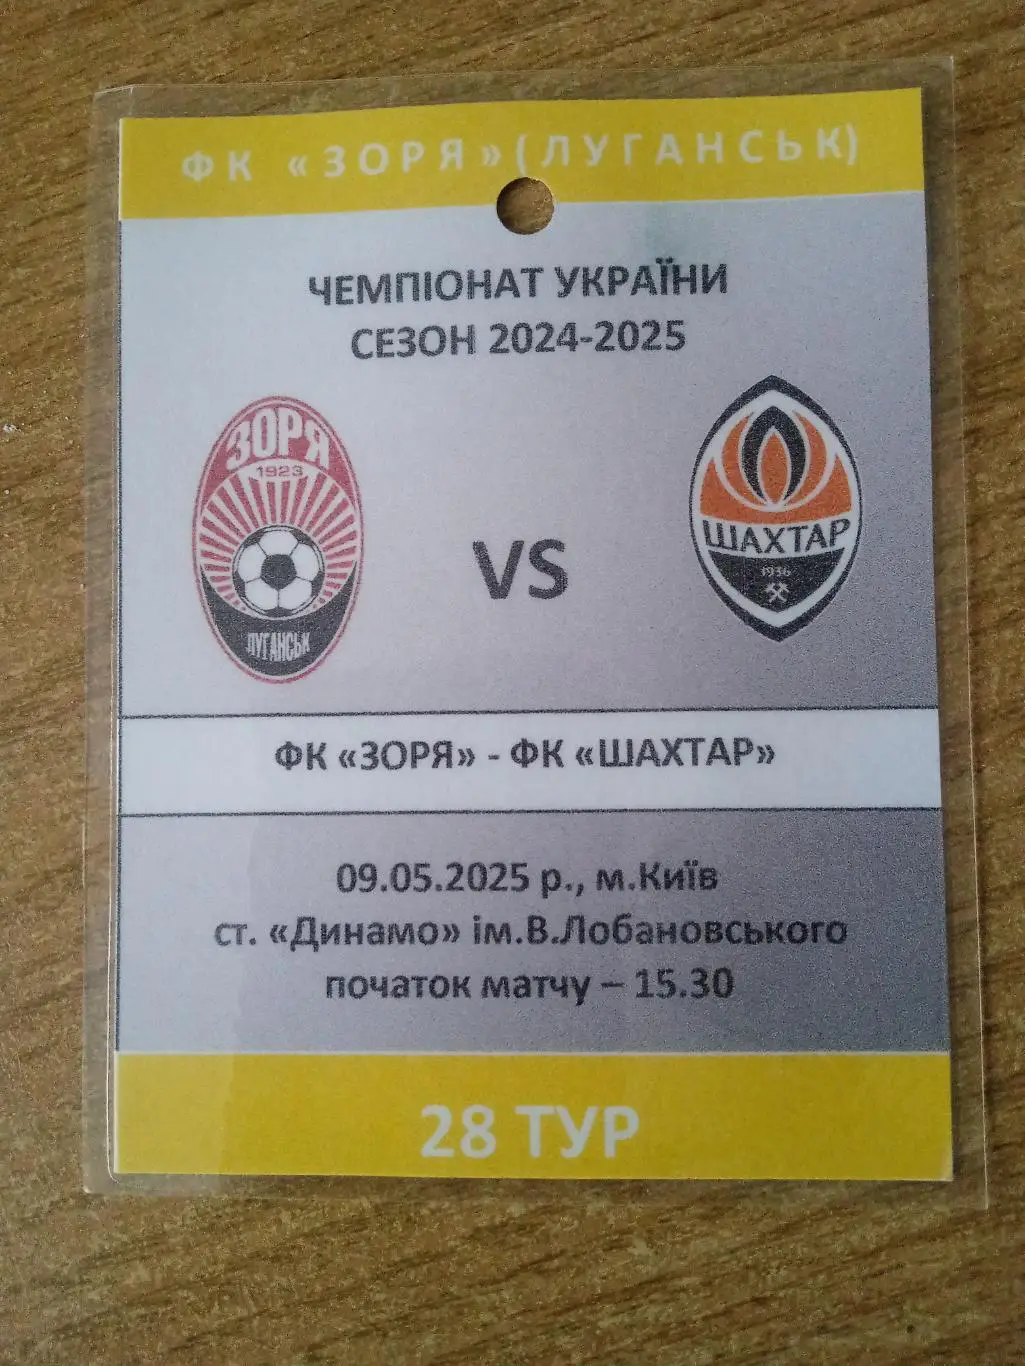 ФК «ЗОРЯ»(ЛУГАНСЬК)
ЧЕМПІОНАТ УКРАЇНИ
СЕЗОН 2024-2025
ЗОРЯ
1923
ЛУГАНСЬК
VS
ШАХТАР
1936
ФК «ЗОРЯ» - ФК «ШАХТАР»
09.05.2025 р., м.Київ
ст. «Динамо» ім.В.Лобановського
початок матчу – 15.30
28 ТУР